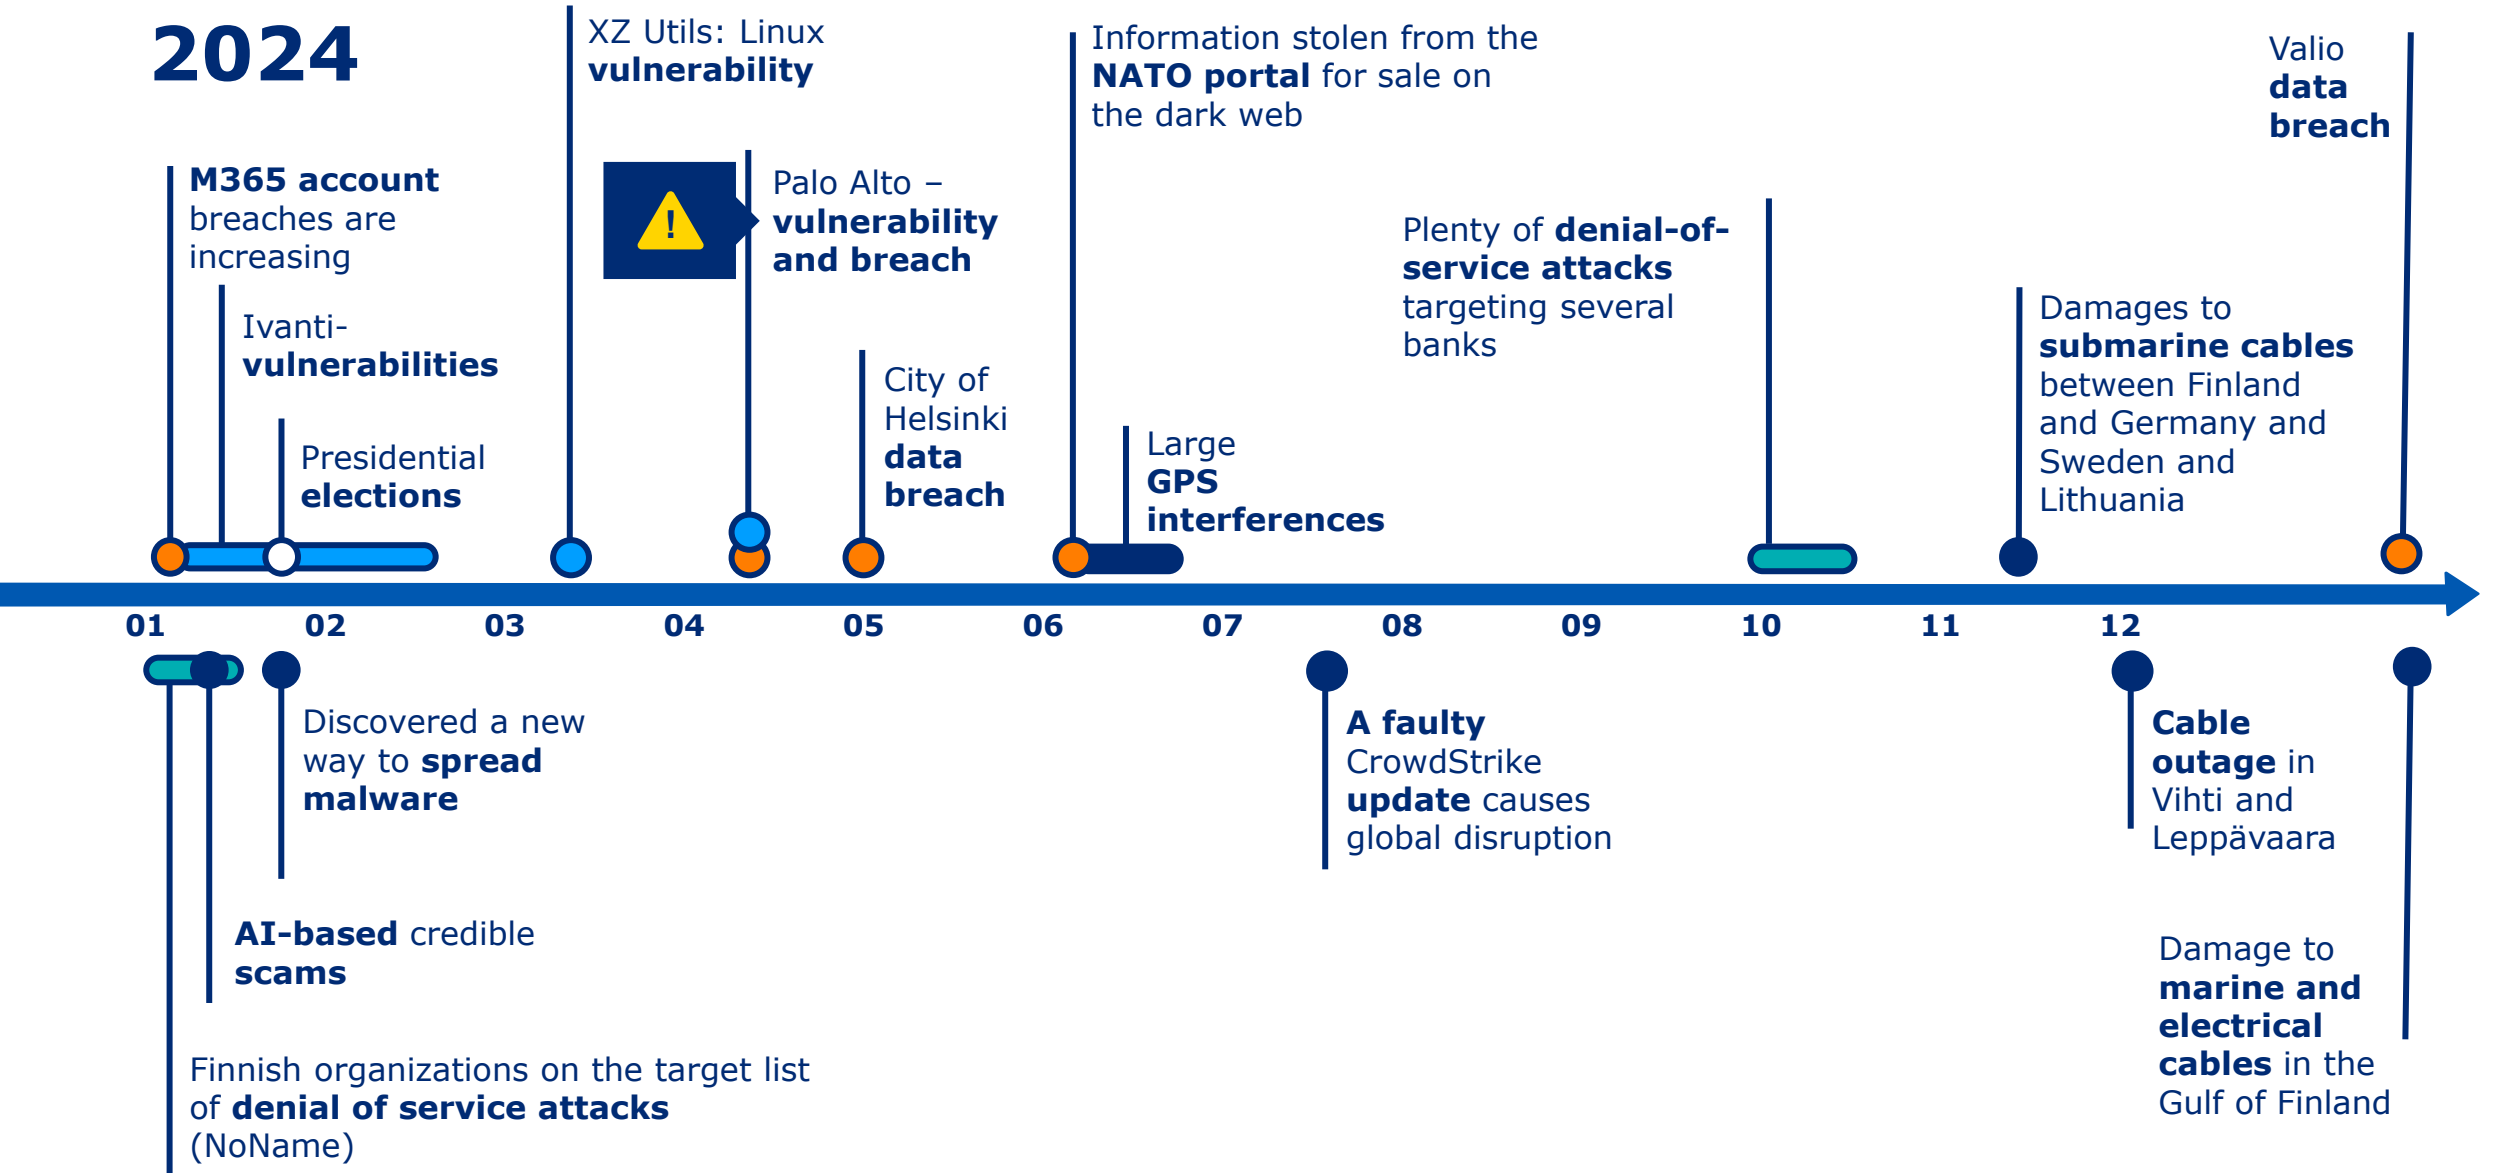 2024
M365 account
breaches are
increasing
Ivanti-
vulnerabilities
Presidential
elections
XZ Utils: Linux
vulnerability
!
Palo Alto –
vulnerability
and breach
City of
Helsinki
data
breach
Information stolen from the
NATO portal for sale on
the dark web
Large
GPS
interferences
Plenty of denial-of-
service attacks
targeting several
banks
Damages to
submarine cables
between Finland
and Germany and
Sweden and
Lithuania
Valio
data
breach
01 02 03 04 05 06 07 08 09 10 11 12
Discovered a new
way to spread
malware
AI-based credible
scams
Finnish organizations on the target list
of denial of service attacks
(NoName)
A faulty
CrowdStrike
update causes
global disruption
Cable
outage in
Vihti and
Leppävaara
Damage to
marine and
electrical
cables in the
Gulf of Finland